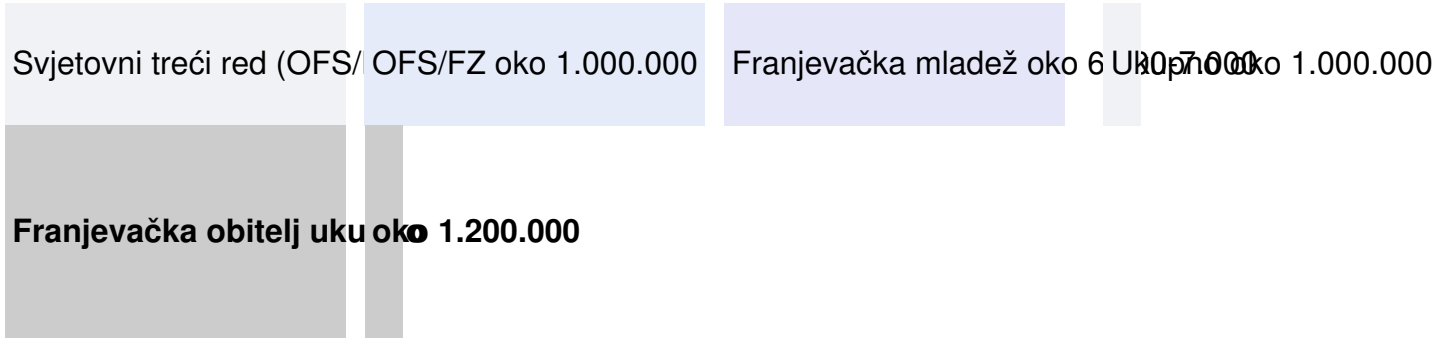 Svjetovni treći red (OFS/ OFS/FZ oko 1.000.000 Franjevačka mladež oko 6 Ukupno oko 1.000.000
Franjevačka obitelj uku oko 1.200.000